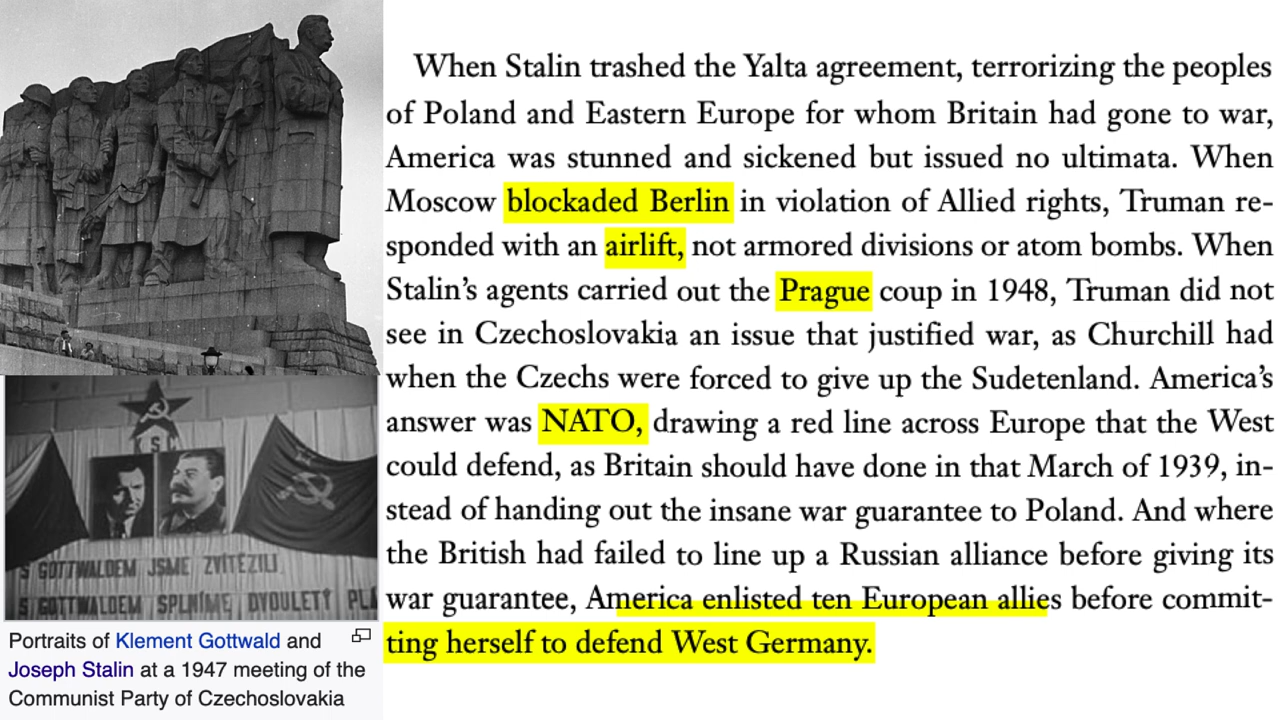 When Stalin trashed the Yalta agreement, terrorizing the peoples
of Poland and Eastern Europe for whom Britain had gone to war,
America was stunned and sickened but issued no ultimata. When
Moscow blockaded Berlin in violation of Allied rights, Truman re-
sponded with an airlift, not armored divisions or atom bombs. When
Stalin’s agents carried out the Prague coup in 1948, Truman did not
see in Czechoslovakia an issue that justified war, as Churchill had
when the Czechs were forced to give up the Sudetenland. America’s
answer was NATO, drawing a red line across Europe that the West
could defend, as Britain should have done in that March of 1939, in-
stead of handing out the insane war guarantee to Poland. And where
the British had failed to line up a Russian alliance before giving its
war guarantee, America enlisted ten European allies before commit-
ting herself to defend West Germany.
S
S GOTTWALDEM JSME ZVÍTĚZILI
S GOTTWALDEM SPLNÍME DVOULETÝ PL
Portraits of Klement Gottwald and
Joseph Stalin at a 1947 meeting of the
Communist Party of Czechoslovakia